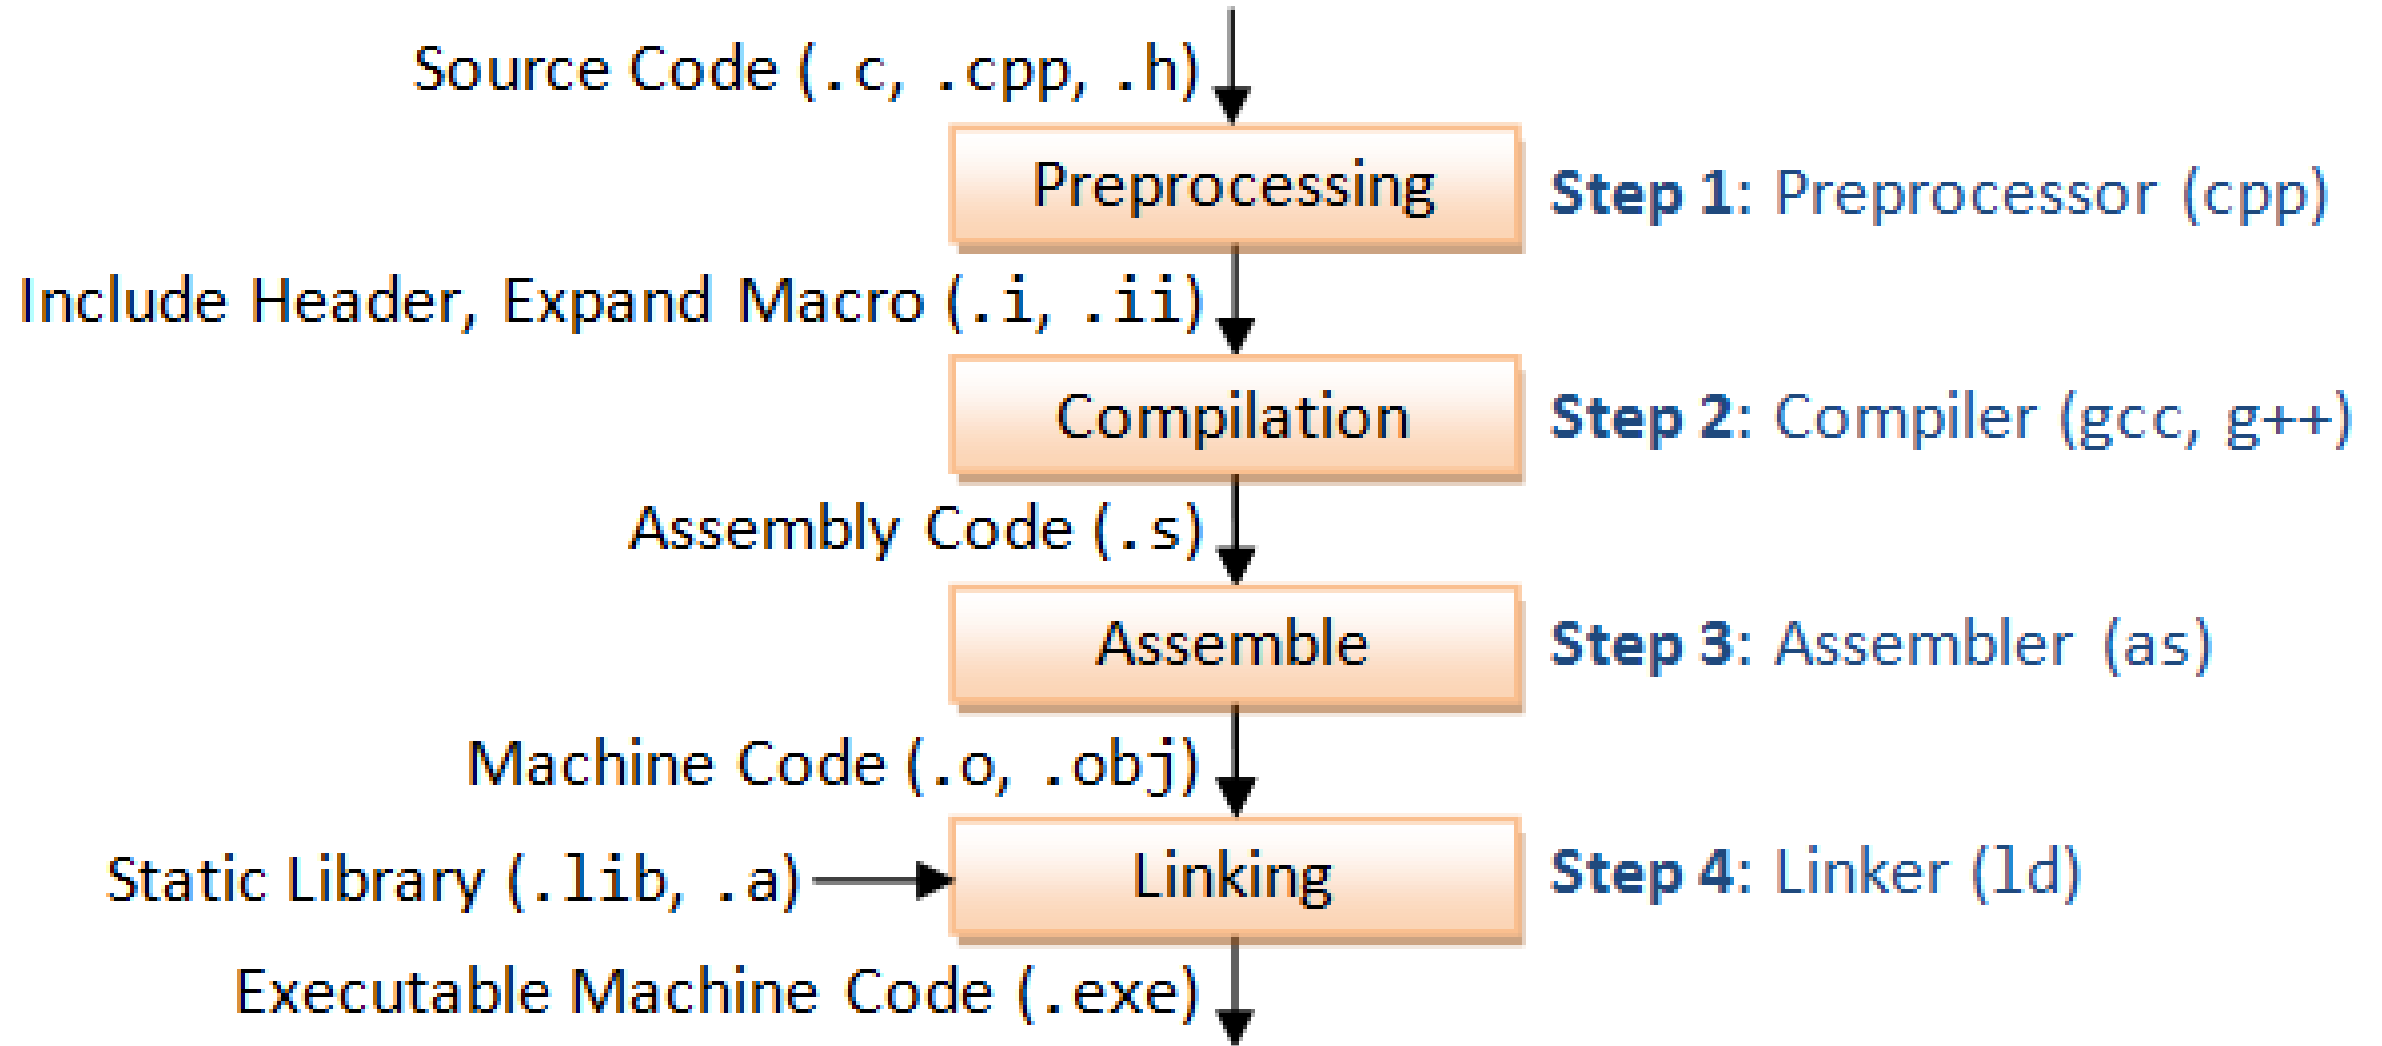 Source Code (.c, .cpp, .h)
Preprocessing
Step 1: Preprocessor (cpp)
Include Header, Expand Macro (.i, .ii)
Compilation
Step 2: Compiler (gcc, g++)
Assembly Code (.s)
Assemble
Step 3: Assembler (as)
Machine Code (.o, .obj)
Static Library (.lib, .a)
Linking
Step 4: Linker (ld)
Executable Machine Code (.exe)